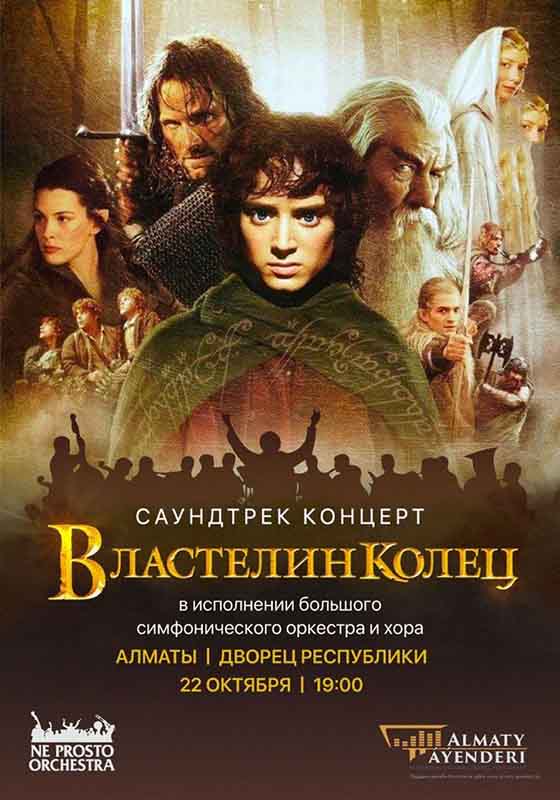 САУНДТРЕК КОНЦЕРТ
ВЛАСТЕЛИН КОЛЕЦ
в исполнении большого
симфонического оркестра и хора
АЛМАТЫ | ДВОРЕЦ РЕСПУБЛИКИ
22 ОКТЯБРЯ | 19:00
NE PROSTO
ORCHESTRA
ALMATY
ÁÝENDERI